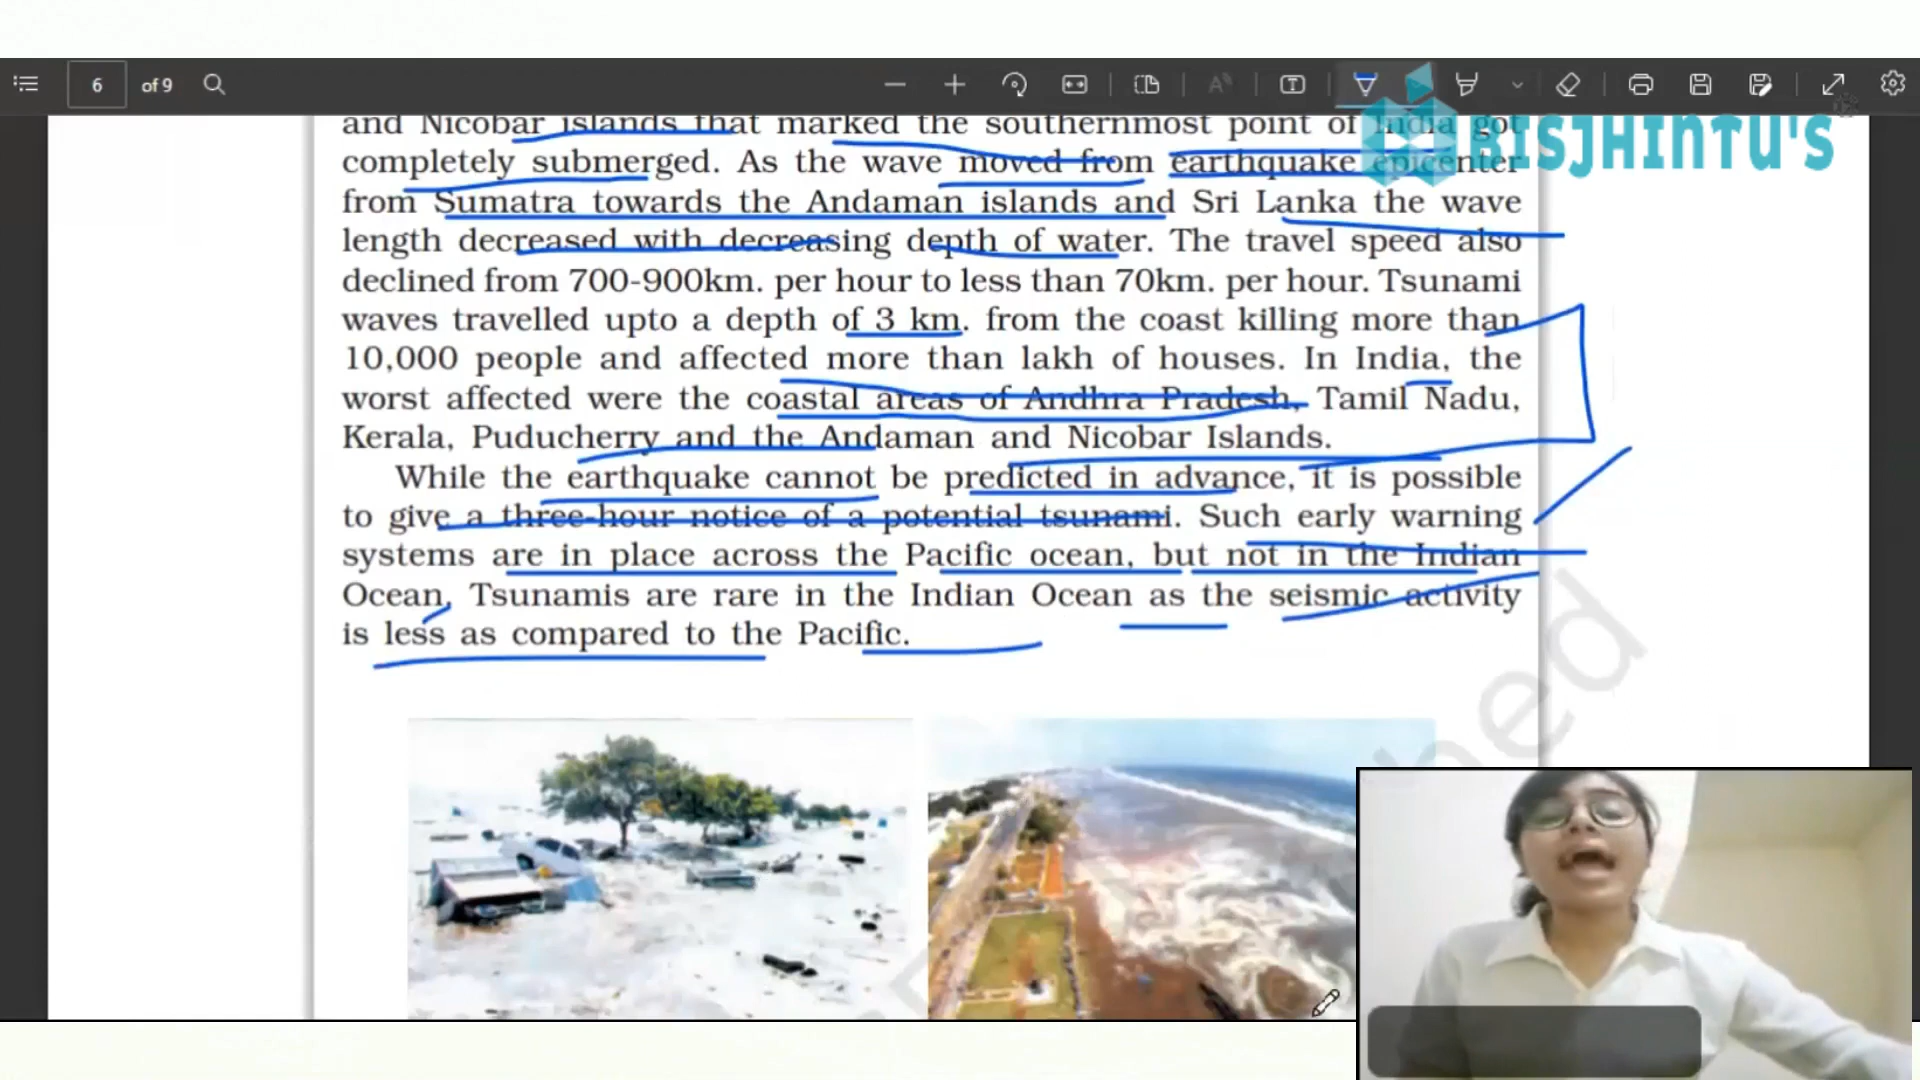 6 of 9
BISJHINTU'S
and Nicobar islands that marked the southernmost point of India got
completely submerged. As the wave moved from earthquake epicenter
from Sumatra towards the Andaman islands and Sri Lanka the wave
length decreased with decreasing depth of water. The travel speed also
declined from 700-900km. per hour to less than 70km. per hour. Tsunami
waves travelled upto a depth of 3 km. from the coast killing more than
10,000 people and affected more than lakh of houses. In India, the
worst affected were the coastal areas of Andhra Pradesh, Tamil Nadu,
Kerala, Puducherry and the Andaman and Nicobar Islands.
While the earthquake cannot be predicted in advance, it is possible
to give a three-hour notice of a potential tsunami. Such early warning
systems are in place across the Pacific ocean, but not in the Indian
Ocean. Tsunamis are rare in the Indian Ocean as the seismic activity
is less as compared to the Pacific.